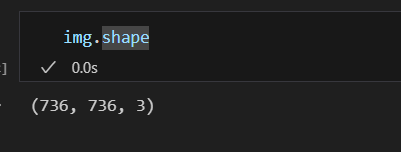 img.shape
] 0.0s
(736, 736, 3)